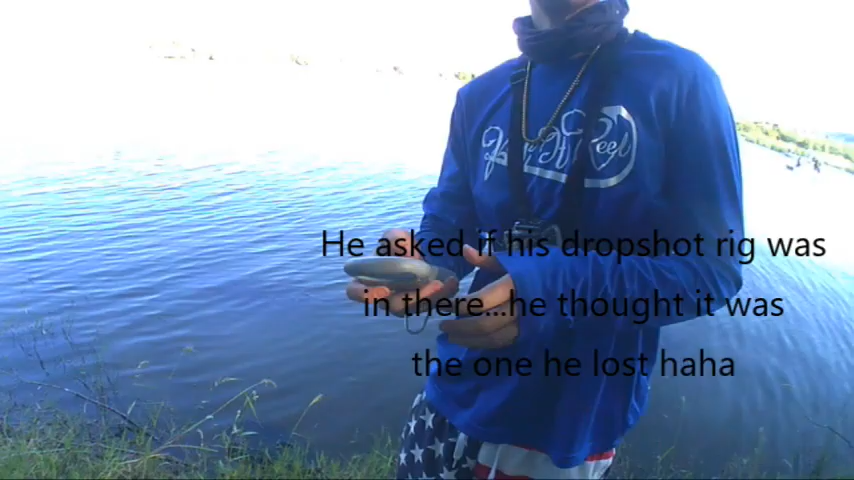 He asked if his dropshot rig was
in there...he thought it was
the one he lost haha